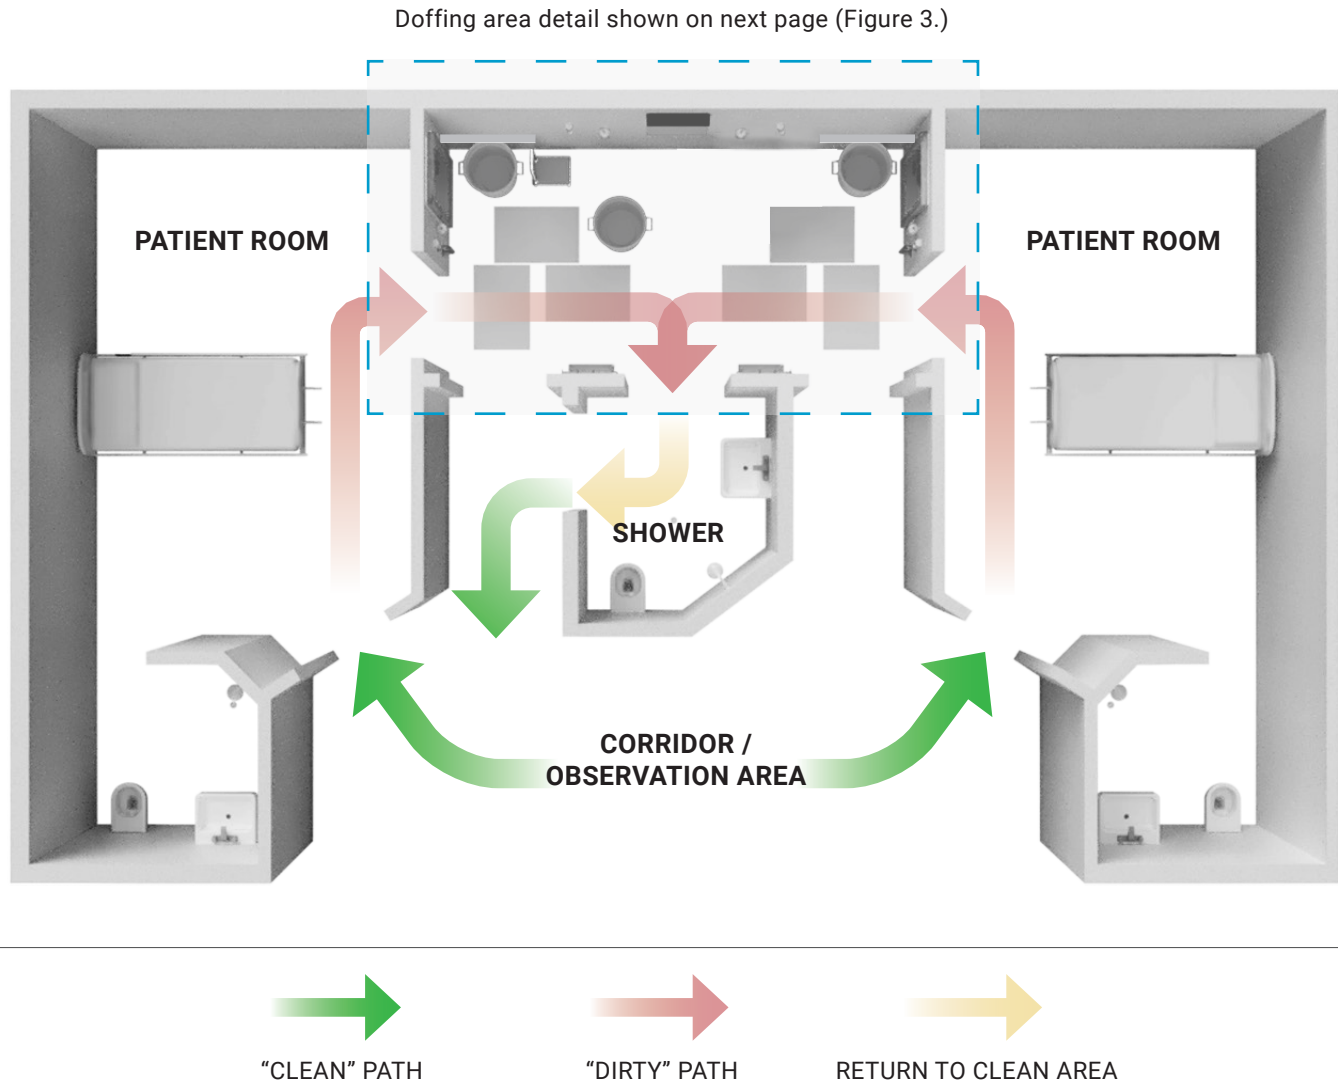 Doffing area detail shown on next page (Figure 3.)
PATIENT ROOM
PATIENT ROOM
SHOWER
CORRIDOR /
OBSERVATION AREA
“CLEAN” PATH
“DIRTY” PATH
RETURN TO CLEAN AREA